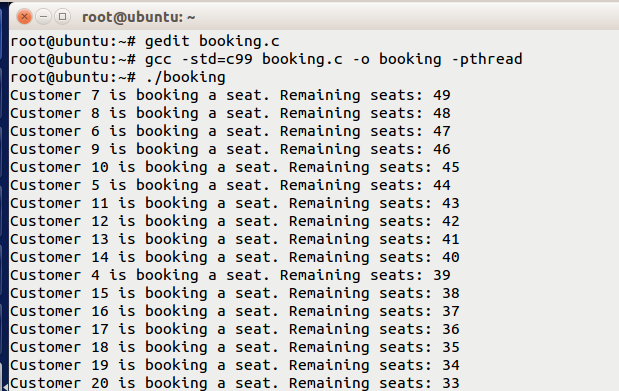 root@ubuntu: ~
root@ubuntu:~# gedit booking.c
root@ubuntu:~# gcc -std=c99 booking.c -o booking -pthread
root@ubuntu:~# ./booking
Customer 7 is booking a seat. Remaining seats: 49
Customer 8 is booking a seat. Remaining seats: 48
Customer 6 is booking a seat. Remaining seats: 47
Customer 9 is booking a seat. Remaining seats: 46
Customer 10 is booking a seat. Remaining seats: 45
Customer 5 is booking a seat. Remaining seats: 44
Customer 11 is booking a seat. Remaining seats: 43
Customer 12 is booking a seat. Remaining seats: 42
Customer 13 is booking a seat. Remaining seats: 41
Customer 14 is booking a seat. Remaining seats: 40
Customer 4 is booking a seat. Remaining seats: 39
Customer 15 is booking a seat. Remaining seats: 38
Customer 16 is booking a seat. Remaining seats: 37
Customer 17 is booking a seat. Remaining seats: 36
Customer 18 is booking a seat. Remaining seats: 35
Customer 19 is booking a seat. Remaining seats: 34
Customer 20 is booking a seat. Remaining seats: 33